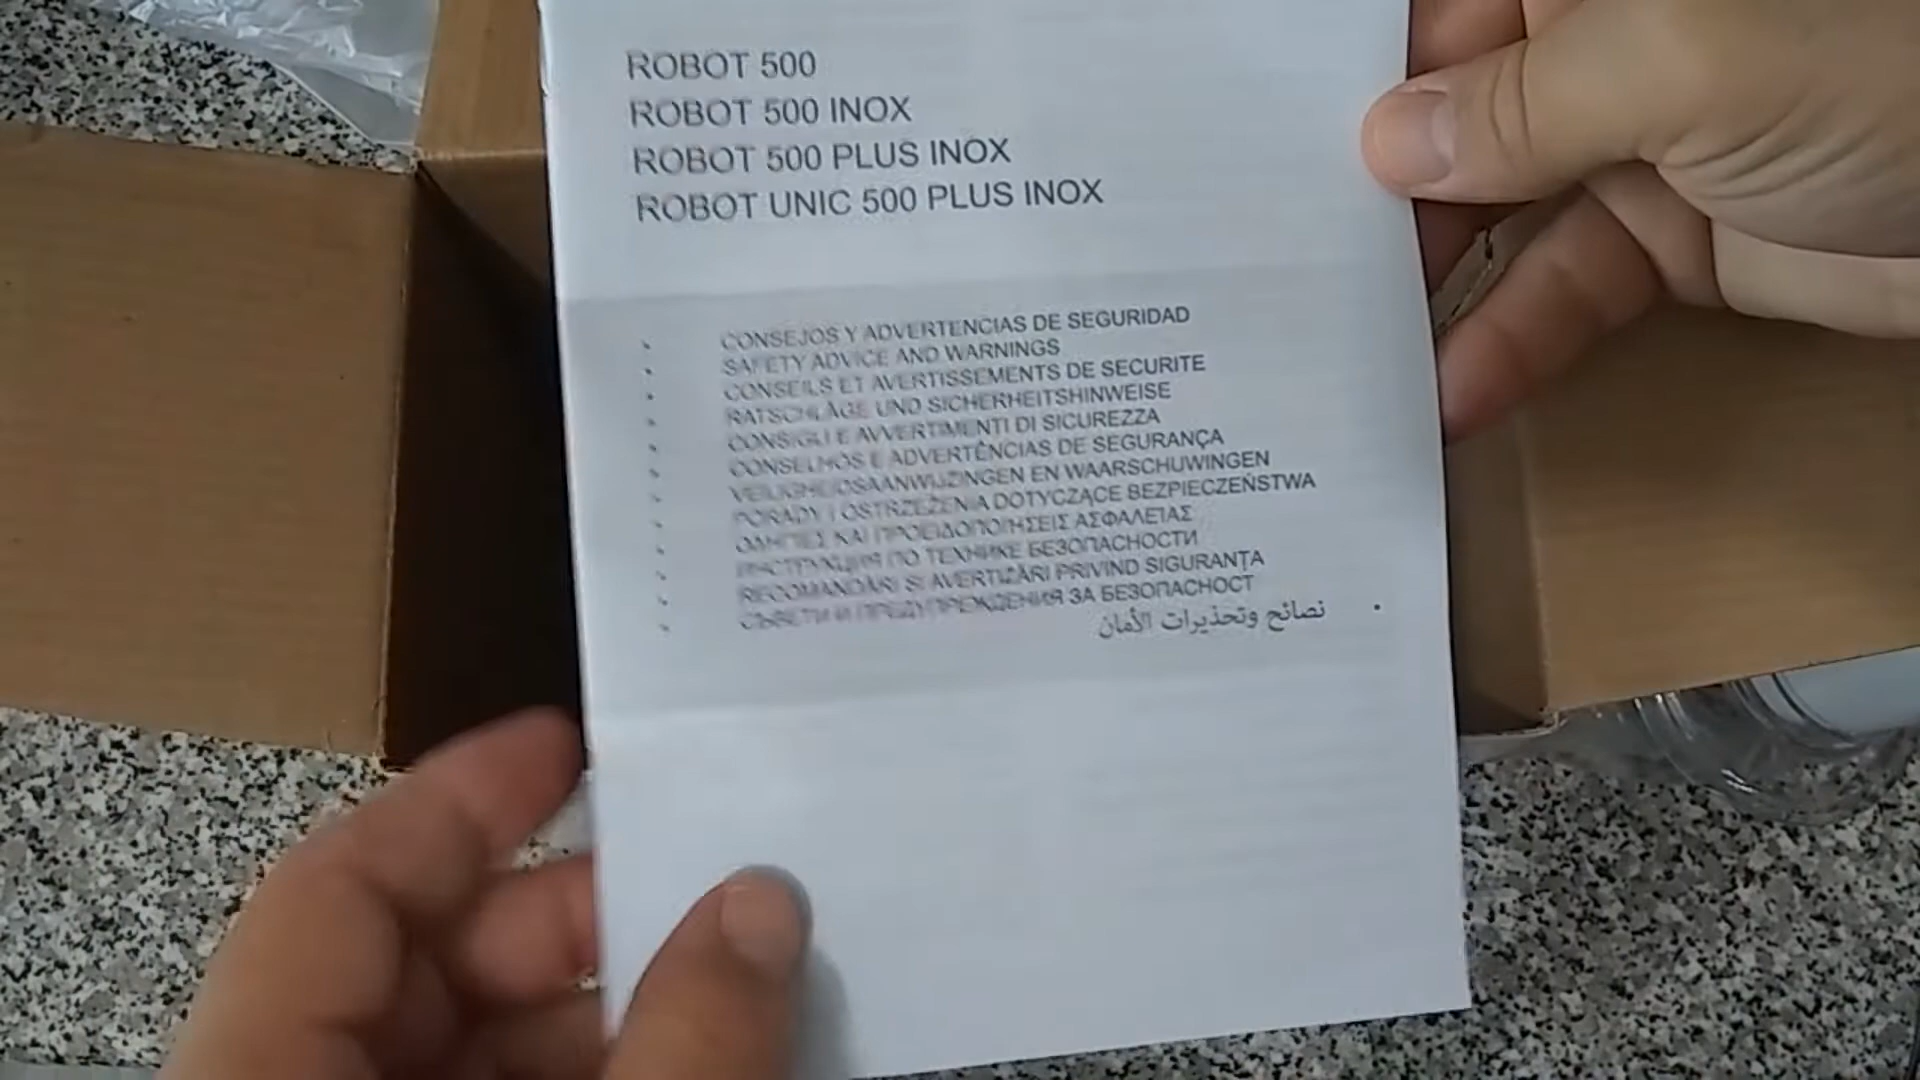 ROBOT 500
ROBOT 500 INOX
ROBOT 500 PLUS INOX
ROBOT UNIC 500 PLUS INOX
CONSEJOS Y ADVERTENCIAS DE SEGURIDAD
SAFETY ADVICE AND WARNINGS
CONSEILS ET AVERTISSEMENTS DE SECURITE
RATSCHLÄGE UND SICHERHEITSHINWEISE
CONSIGLI E AVVERTIMENTI DI SICUREZZA
CONSELHOS E ADVERTÊNCIAS DE SEGURANÇA
VEILIGHEIDSAANWIJZINGEN EN WAARSCHUWINGEN
PORADY I OSTRZEŻENIA DOTYCZĄCE BEZPIECZEŃSTWA
ΟΔΗΓΙΕΣ ΚΑΙ ΠΡΟΕΙΔΟΠΟΙΗΣΕΙΣ ΑΣΦΑΛΕΙΑΣ
ИНСТРУКЦИЯ ПО ТЕХНИКЕ БЕЗОПАСНОСТИ
RECOMANDĂRI ȘI AVERTIZĂRI PRIVIND SIGURANȚA
СЪВЕТИ И ПРЕДУПРЕЖДЕНИЯ ЗА БЕЗОПАСНОСТ
نصائح وتحذيرات الأمان